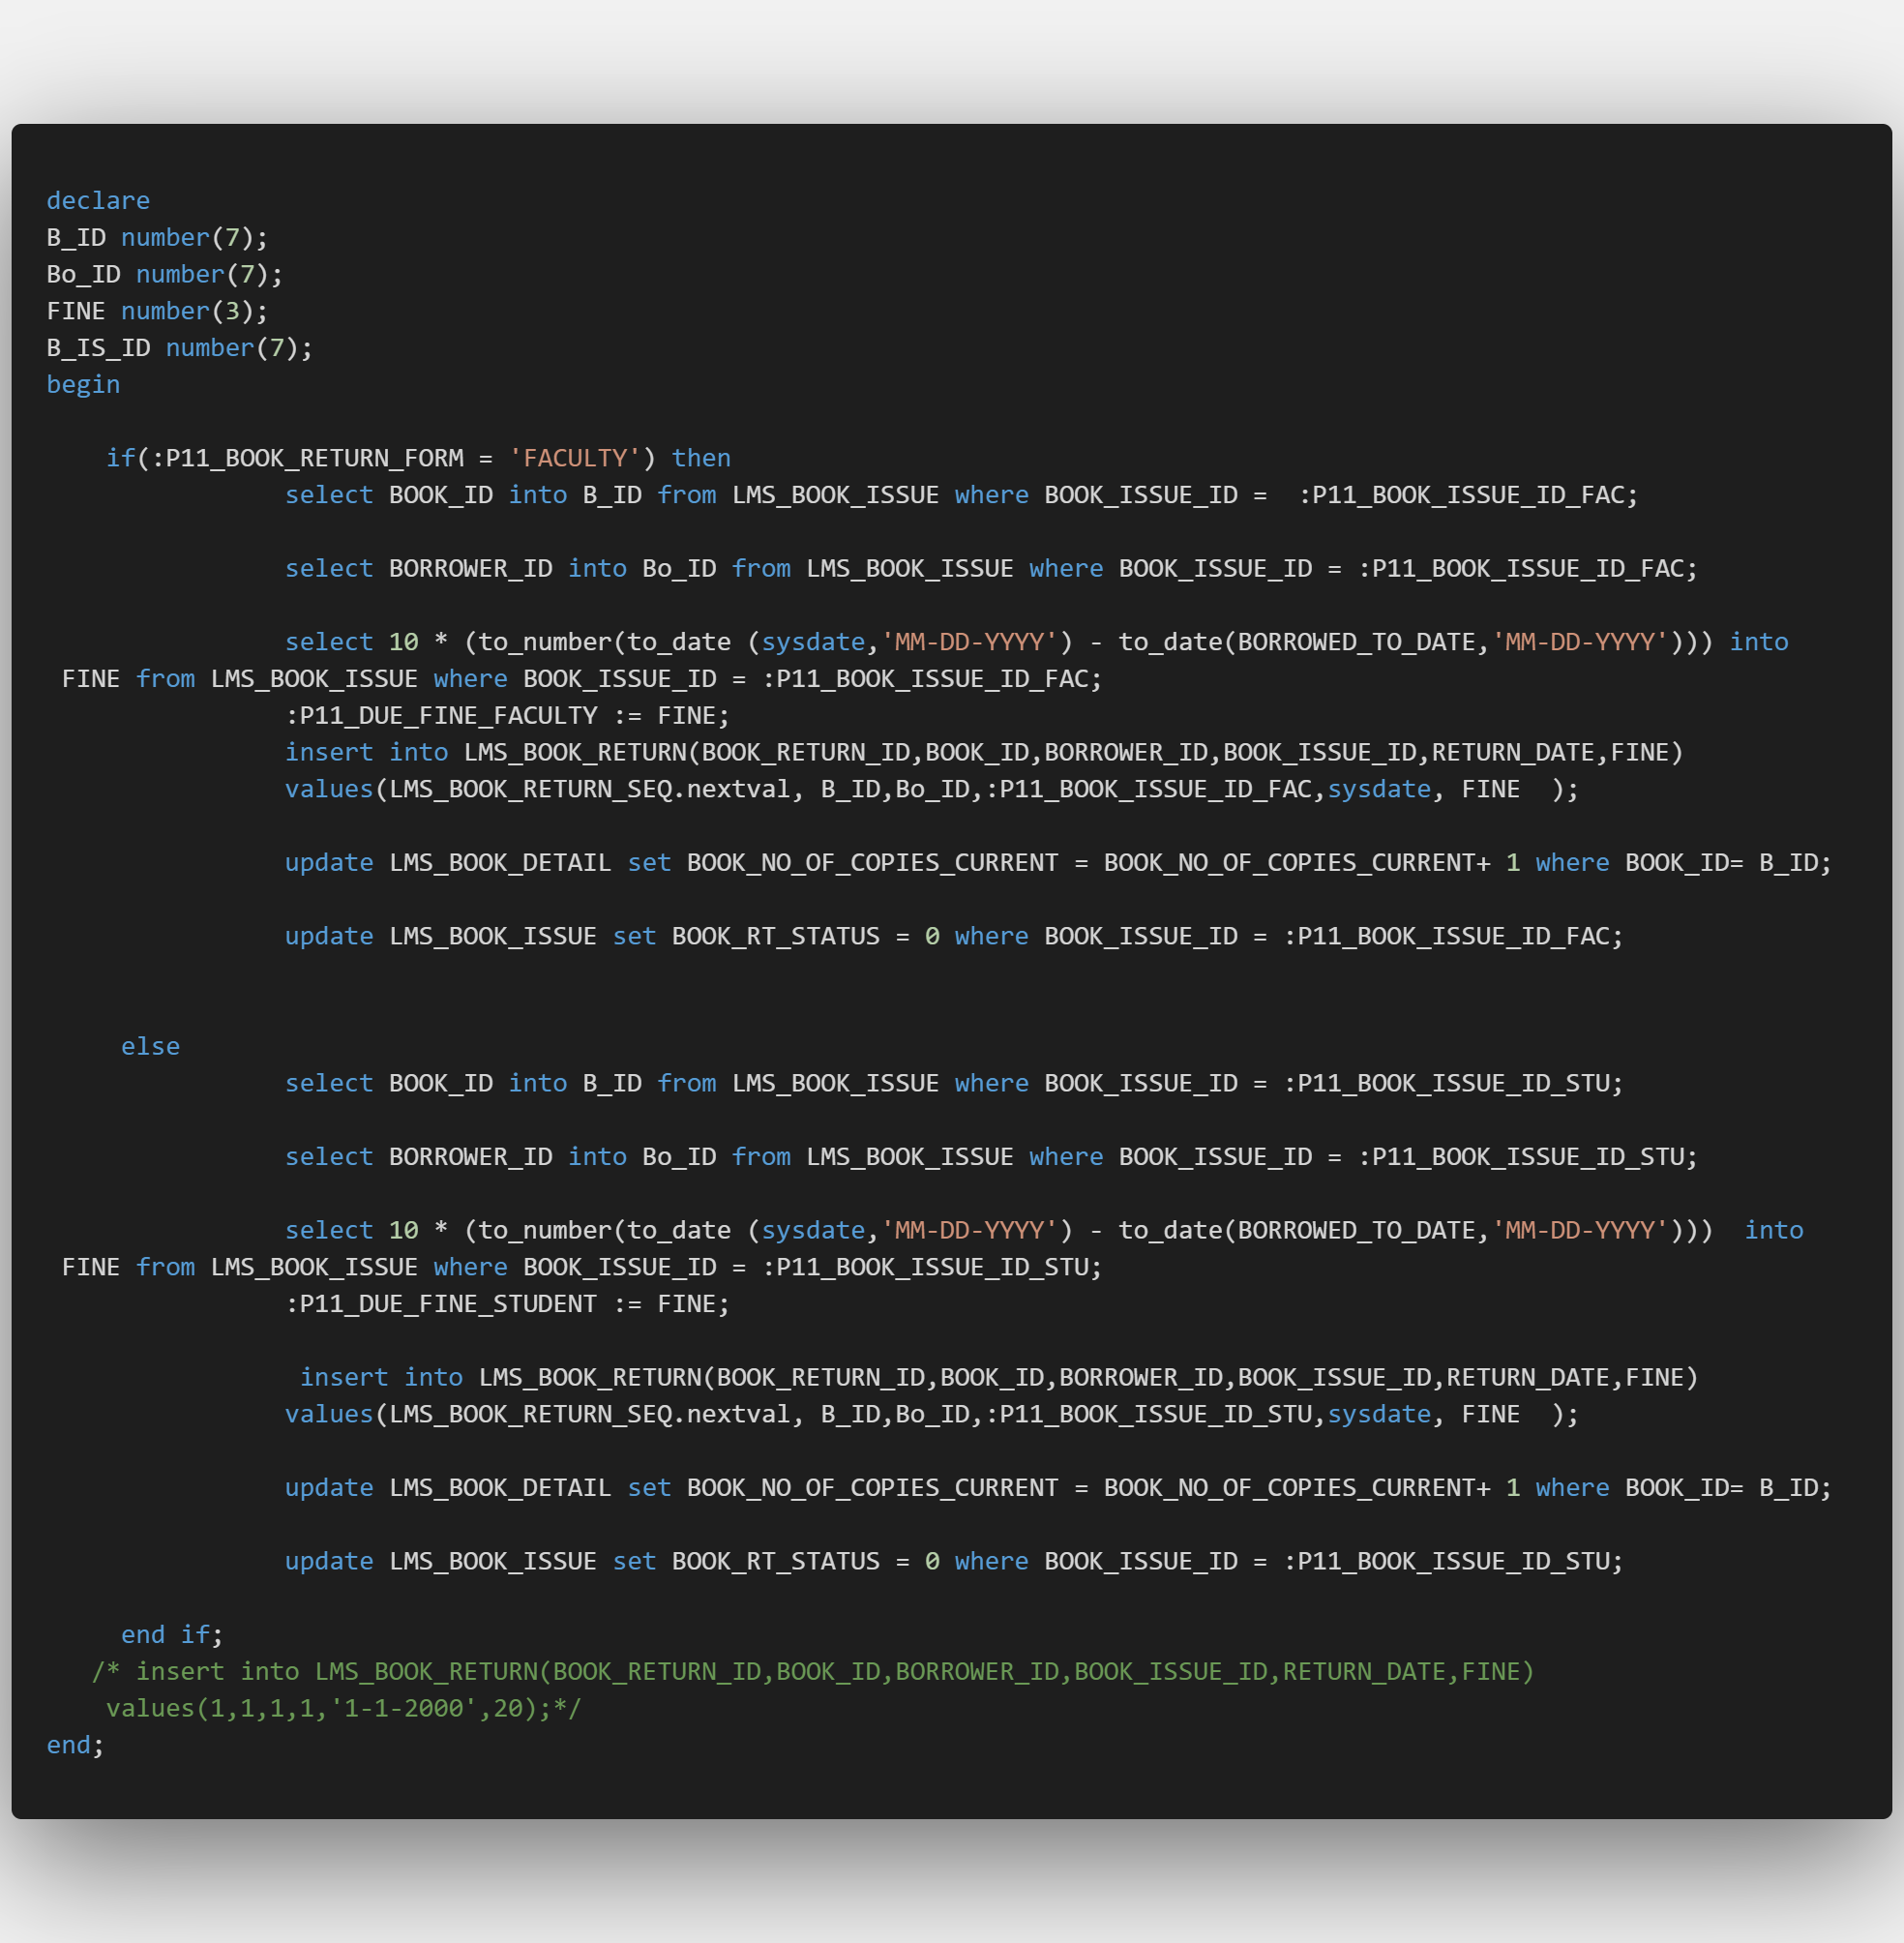 declare
B_ID number(7);
Bo_ID number(7);
FINE number(3);
B_IS_ID number(7);
begin
if(:P11_BOOK_RETURN_FORM = 'FACULTY') then
select BOOK_ID into B_ID from LMS_BOOK_ISSUE where BOOK_ISSUE_ID =  :P11_BOOK_ISSUE_ID_FAC;
select BORROWER_ID into Bo_ID from LMS_BOOK_ISSUE where BOOK_ISSUE_ID = :P11_BOOK_ISSUE_ID_FAC;
select 10 * (to_number(to_date (sysdate,'MM-DD-YYYY') - to_date(BORROWED_TO_DATE,'MM-DD-YYYY'))) into
FINE from LMS_BOOK_ISSUE where BOOK_ISSUE_ID = :P11_BOOK_ISSUE_ID_FAC;
:P11_DUE_FINE_FACULTY := FINE;
insert into LMS_BOOK_RETURN(BOOK_RETURN_ID,BOOK_ID,BORROWER_ID,BOOK_ISSUE_ID,RETURN_DATE,FINE)
values(LMS_BOOK_RETURN_SEQ.nextval, B_ID,Bo_ID,:P11_BOOK_ISSUE_ID_FAC,sysdate, FINE  );
update LMS_BOOK_DETAIL set BOOK_NO_OF_COPIES_CURRENT = BOOK_NO_OF_COPIES_CURRENT+ 1 where BOOK_ID= B_ID;
update LMS_BOOK_ISSUE set BOOK_RT_STATUS = 0 where BOOK_ISSUE_ID = :P11_BOOK_ISSUE_ID_FAC;
else
select BOOK_ID into B_ID from LMS_BOOK_ISSUE where BOOK_ISSUE_ID = :P11_BOOK_ISSUE_ID_STU;
select BORROWER_ID into Bo_ID from LMS_BOOK_ISSUE where BOOK_ISSUE_ID = :P11_BOOK_ISSUE_ID_STU;
select 10 * (to_number(to_date (sysdate,'MM-DD-YYYY') - to_date(BORROWED_TO_DATE,'MM-DD-YYYY')))  into
FINE from LMS_BOOK_ISSUE where BOOK_ISSUE_ID = :P11_BOOK_ISSUE_ID_STU;
:P11_DUE_FINE_STUDENT := FINE;
insert into LMS_BOOK_RETURN(BOOK_RETURN_ID,BOOK_ID,BORROWER_ID,BOOK_ISSUE_ID,RETURN_DATE,FINE)
values(LMS_BOOK_RETURN_SEQ.nextval, B_ID,Bo_ID,:P11_BOOK_ISSUE_ID_STU,sysdate, FINE  );
update LMS_BOOK_DETAIL set BOOK_NO_OF_COPIES_CURRENT = BOOK_NO_OF_COPIES_CURRENT+ 1 where BOOK_ID= B_ID;
update LMS_BOOK_ISSUE set BOOK_RT_STATUS = 0 where BOOK_ISSUE_ID = :P11_BOOK_ISSUE_ID_STU;
end if;
/* insert into LMS_BOOK_RETURN(BOOK_RETURN_ID,BOOK_ID,BORROWER_ID,BOOK_ISSUE_ID,RETURN_DATE,FINE)
values(1,1,1,1,'1-1-2000',20);*/
end;